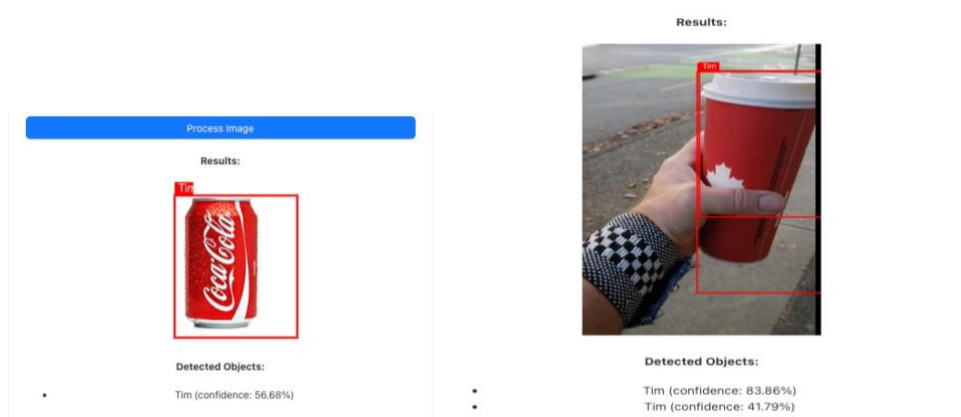 Process Image
Results:
Tim
Coca-Cola
Detected Objects:
Tim (confidence: 56.68%)
Results:
Tim
Detected Objects:
Tim (confidence: 83.86%)
Tim (confidence: 41.79%)